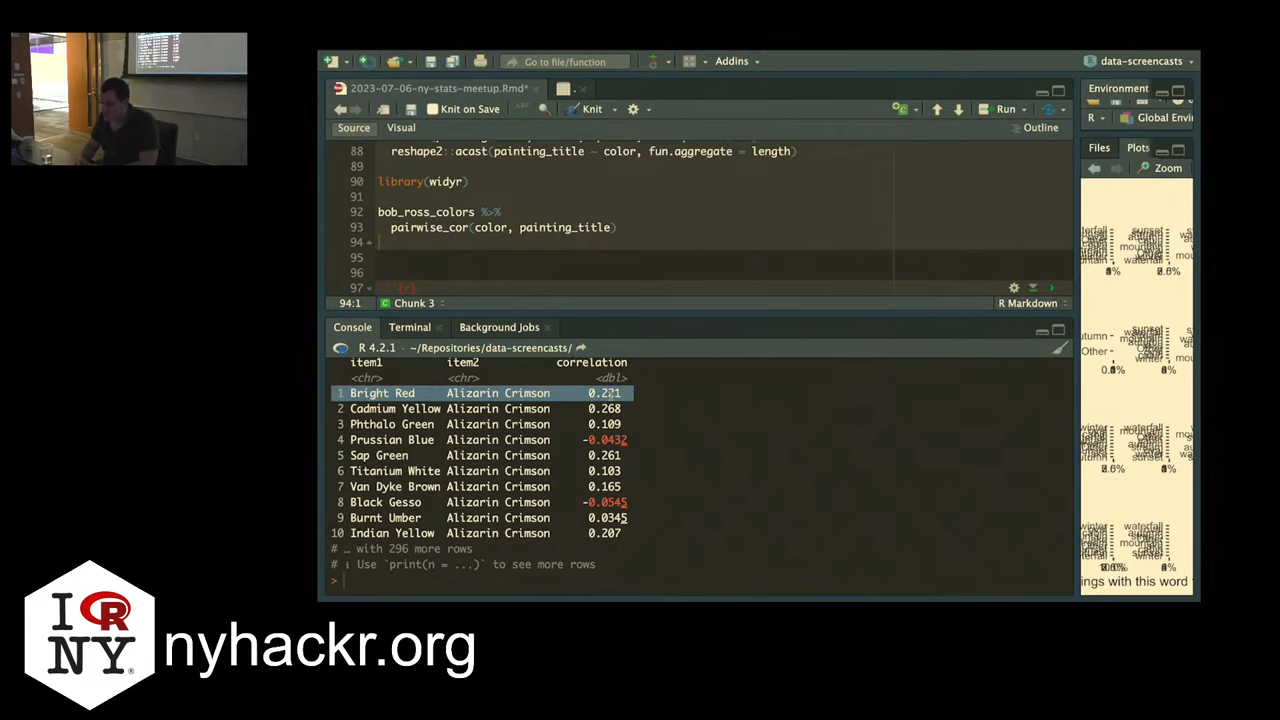 Go to file/function
Addins
data-screencasts
2023-07-06-ny-stats-meetup.Rmd*
.
Knit on Save
Knit
Run
Source
Visual
Outline
88 reshape2::acast(painting_title ~ color, fun.aggregate = length)
89
90 library(widyr)
91
92 bob_ross_colors %>%
93 pairwise_cor(color, painting_title)
94
95
96
97 ```{r}
94:1
Chunk 3
R Markdown
Console
Terminal
Background Jobs
R 4.2.1 · ~/Repositories/data-screencasts/
item1 item2 correlation
<chr> <chr> <dbl>
1 Bright Red Alizarin Crimson 0.221
2 Cadmium Yellow Alizarin Crimson 0.268
3 Phthalo Green Alizarin Crimson 0.109
4 Prussian Blue Alizarin Crimson -0.0432
5 Sap Green Alizarin Crimson 0.261
6 Titanium White Alizarin Crimson 0.103
7 Van Dyke Brown Alizarin Crimson 0.165
8 Black Gesso Alizarin Crimson -0.0545
9 Burnt Umber Alizarin Crimson 0.0345
10 Indian Yellow Alizarin Crimson 0.207
# … with 296 more rows
# ℹ Use `print(n = ...)` to see more rows
>
Environment
R
Global Envir
Files
Plots
Zoom
ings with this word
I R
NY
nyhackr.org